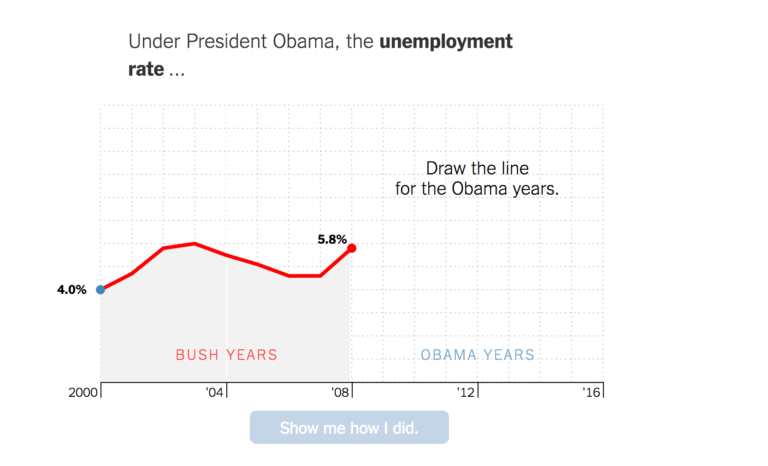 Under President Obama, the unemployment
rate ...
Draw the line
for the Obama years.
5.8%
4.0%
BUSH YEARS
OBAMA YEARS
2000
'04
'08
'12
'16
Show me how I did.